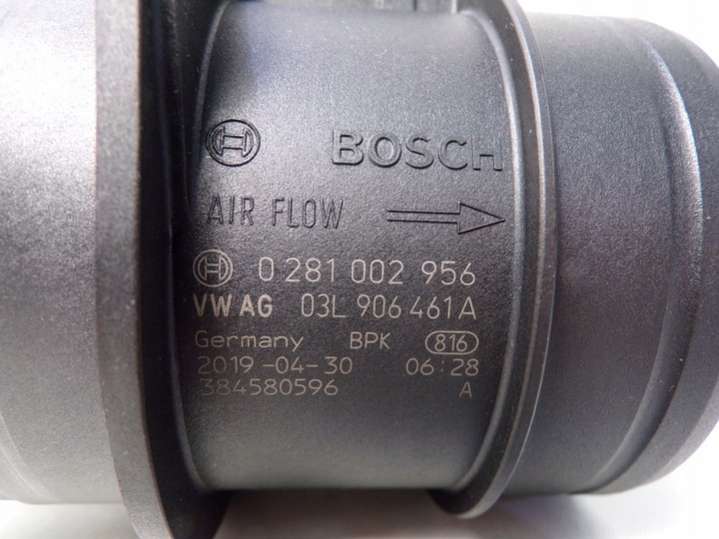 BOSCH
AIR FLOW
0 281 002 956
VW AG 03L 906 461 A
Germany BPK 816
2019-04-30 06:28
384580596 A